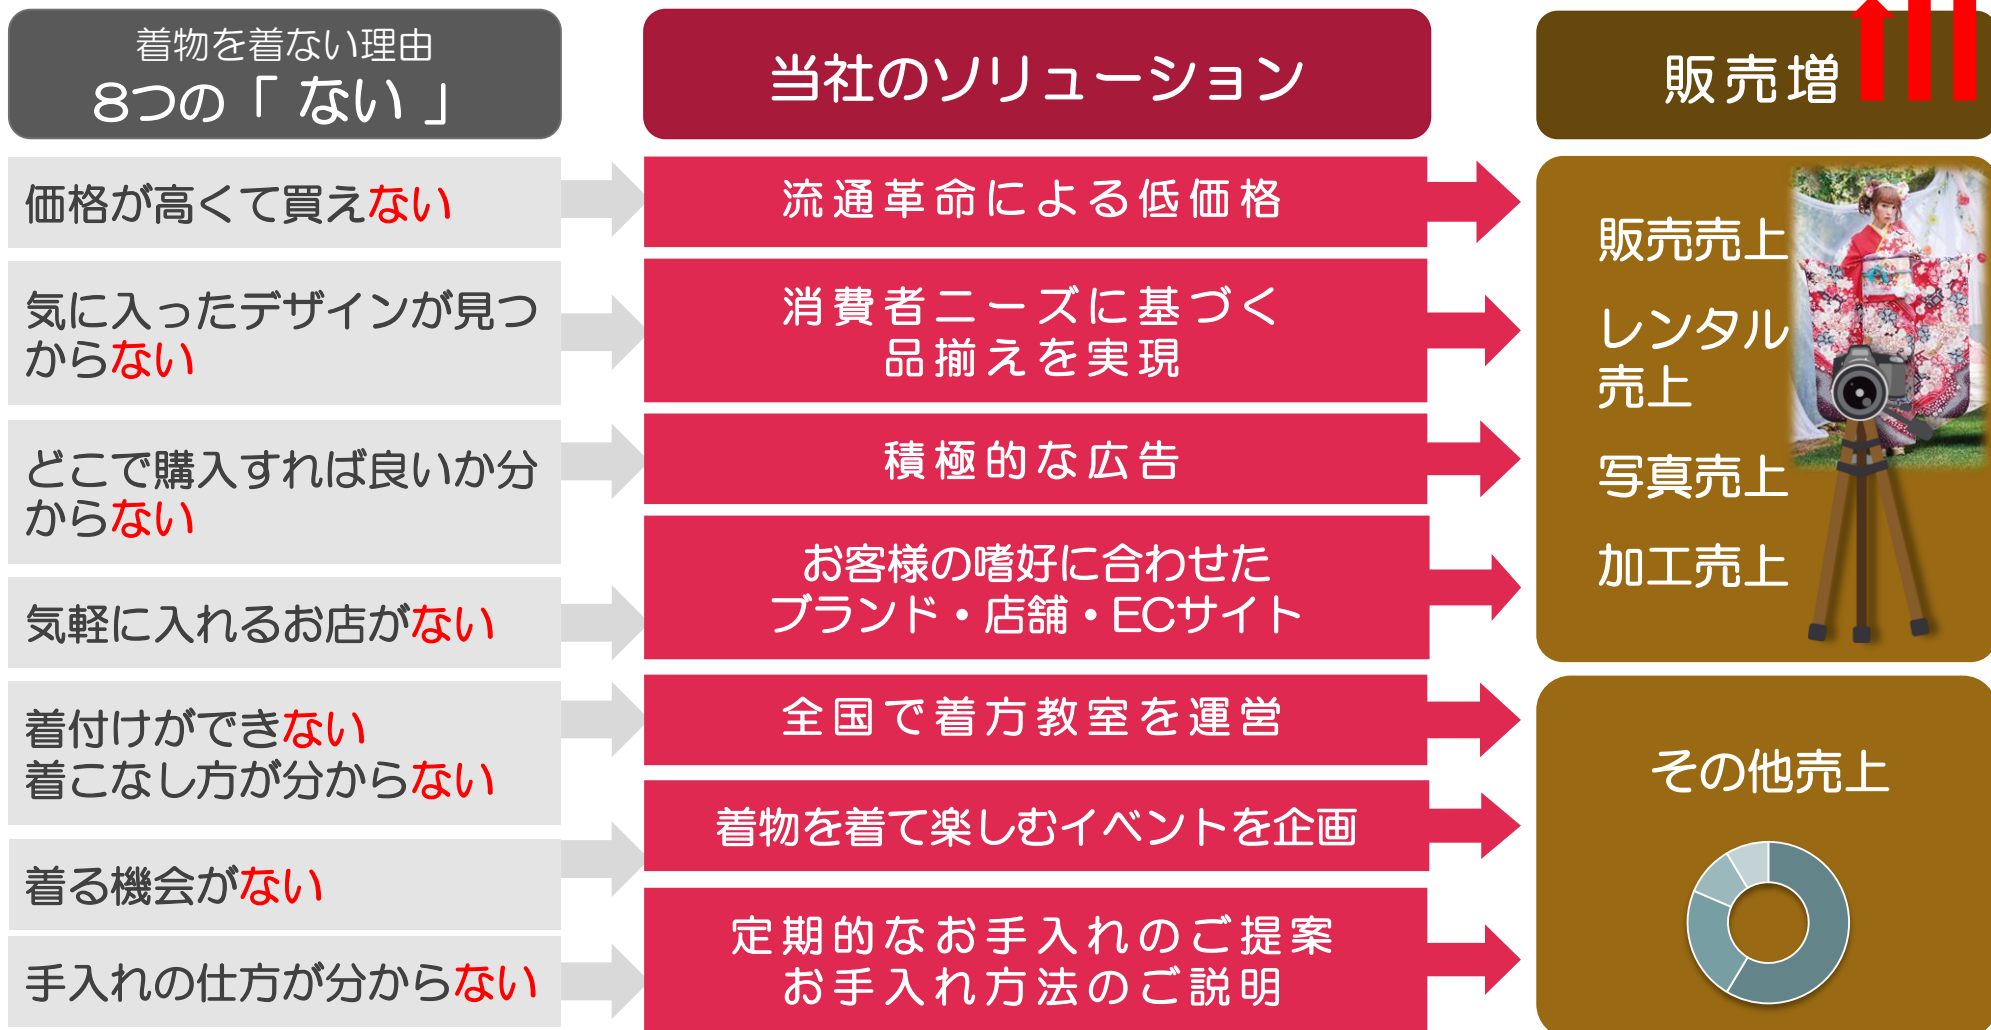 着物を着ない理由
8つの「 ない 」
当社のソリューション
販売増
価格が高くて買えない
流通革命による低価格
気に入ったデザインが見つ
からない
消費者ニーズに基づく
品揃えを実現
どこで購入すれば良いか分
からない
積極的な広告
気軽に入れるお店がない
お客様の嗜好に合わせた
ブランド・店舗・ECサイト
着付けができない
着こなし方が分からない
全国で着方教室を運営
着る機会がない
着物を着て楽しむイベントを企画
手入れの仕方が分からない
定期的なお手入れのご提案
お手入れ方法のご説明
販売売上
レンタル
売上
写真売上
加工売上
その他売上